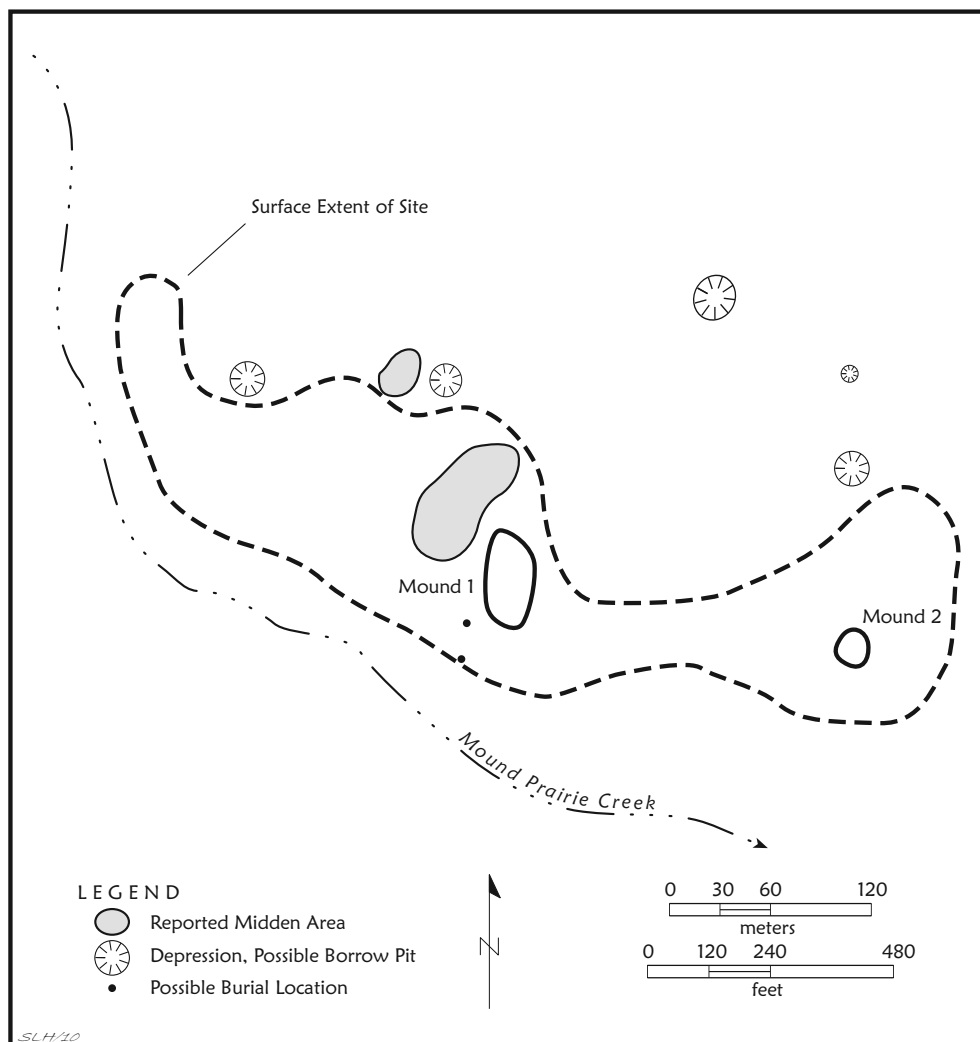 Surface Extent of Site
Mound 1
Mound 2
Mound Prairie Creek
LEGEND
Reported Midden Area
Depression, Possible Borrow Pit
Possible Burial Location
N
0 30 60 120
meters
0 120 240 480
feet
SLH/10